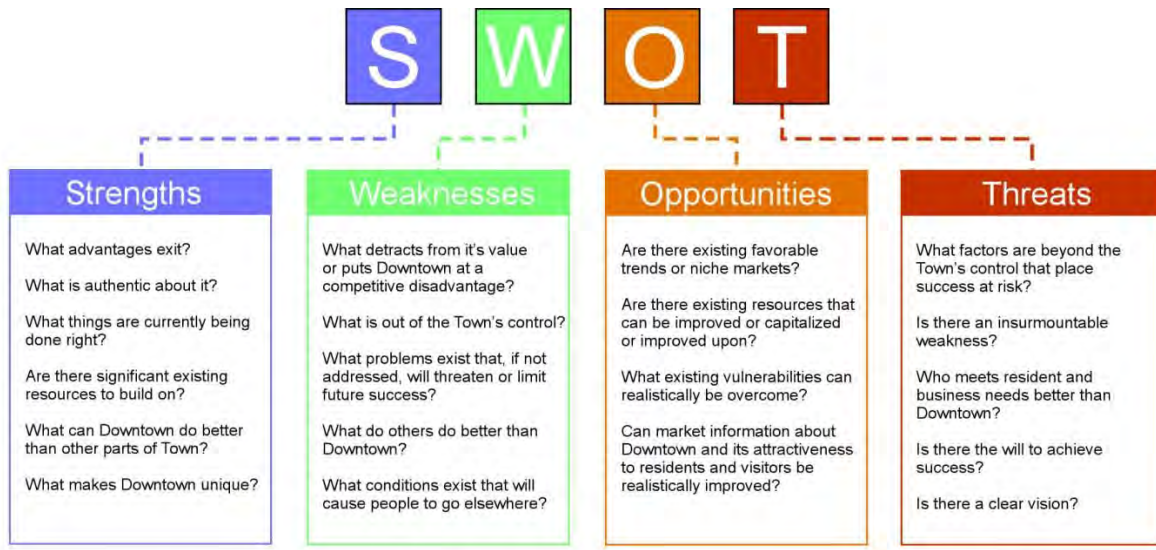 S W O T
Strengths
What advantages exit?
What is authentic about it?
What things are currently being
done right?
Are there significant existing
resources to build on?
What can Downtown do better
than other parts of Town?
What makes Downtown unique?
Weaknesses
What detracts from it's value
or puts Downtown at a
competitive disadvantage?
What is out of the Town's control?
What problems exist that, if not
addressed, will threaten or limit
future success?
What do others do better than
Downtown?
What conditions exist that will
cause people to go elsewhere?
Opportunities
Are there existing favorable
trends or niche markets?
Are there existing resources that
can be improved or capitalized
or improved upon?
What existing vulnerabilities can
realistically be overcome?
Can market information about
Downtown and its attractiveness
to residents and visitors be
realistically improved?
Threats
What factors are beyond the
Town's control that place
success at risk?
Is there an insurmountable
weakness?
Who meets resident and
business needs better than
Downtown?
Is there the will to achieve
success?
Is there a clear vision?